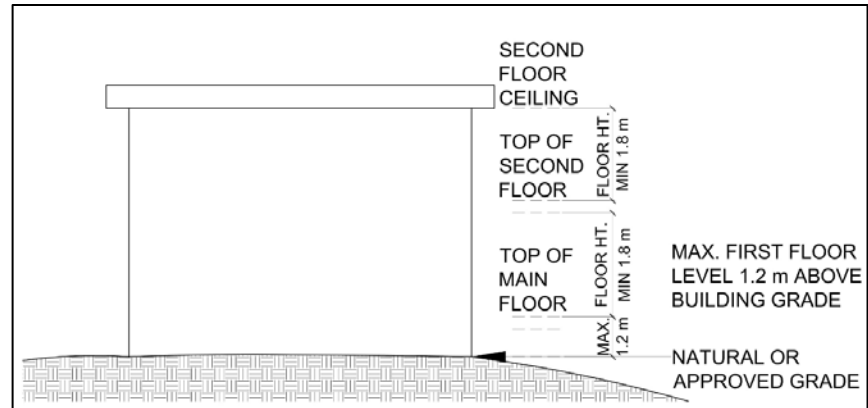 SECOND
FLOOR
CEILING
FLOOR HT.
MIN 1.8 m
TOP OF
SECOND
FLOOR
FLOOR HT.
MIN 1.8 m
TOP OF
MAIN
FLOOR
MAX. FIRST FLOOR
LEVEL 1.2 m ABOVE
BUILDING GRADE
MAX.
1.2 m
NATURAL OR
APPROVED GRADE